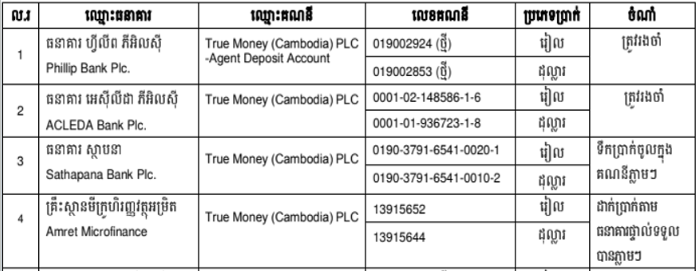 ល.រ ឈ្មោះធនាគារ ឈ្មោះគណនី លេខគណនី ប្រភេទប្រាក់ ចំណាំ
1 ធនាគារ ហ្វីលីព ភីអិលស៊ី True Money (Cambodia) PLC 019002924 (ថ្មី) រៀល ត្រូវរងចាំ
Phillip Bank Plc. -Agent Deposit Account 019002853 (ថ្មី) ដុល្លារ
2 ធនាគារ អេស៊ីលីដា ភីអិលស៊ី True Money (Cambodia) PLC 0001-02-148586-1-6 រៀល ត្រូវរងចាំ
ACLEDA Bank Plc. 0001-01-936723-1-8 ដុល្លារ
3 ធនាគារ ស្ថាបនា True Money (Cambodia) PLC 0190-3791-6541-0020-1 រៀល ទឹកប្រាក់ចូលក្នុង
Sathapana Bank Plc. 0190-3791-6541-0010-2 ដុល្លារ គណនីភ្លាមៗ
4 គ្រឹះស្ថានមីក្រូហិរញ្ញវត្ថុអម្រឹត True Money (Cambodia) PLC 13915652 រៀល ដាក់ប្រាក់តាម
Amret Microfinance 13915644 ដុល្លារ ធនាគារផ្ទាល់ទទួល
បានភ្លាមៗ